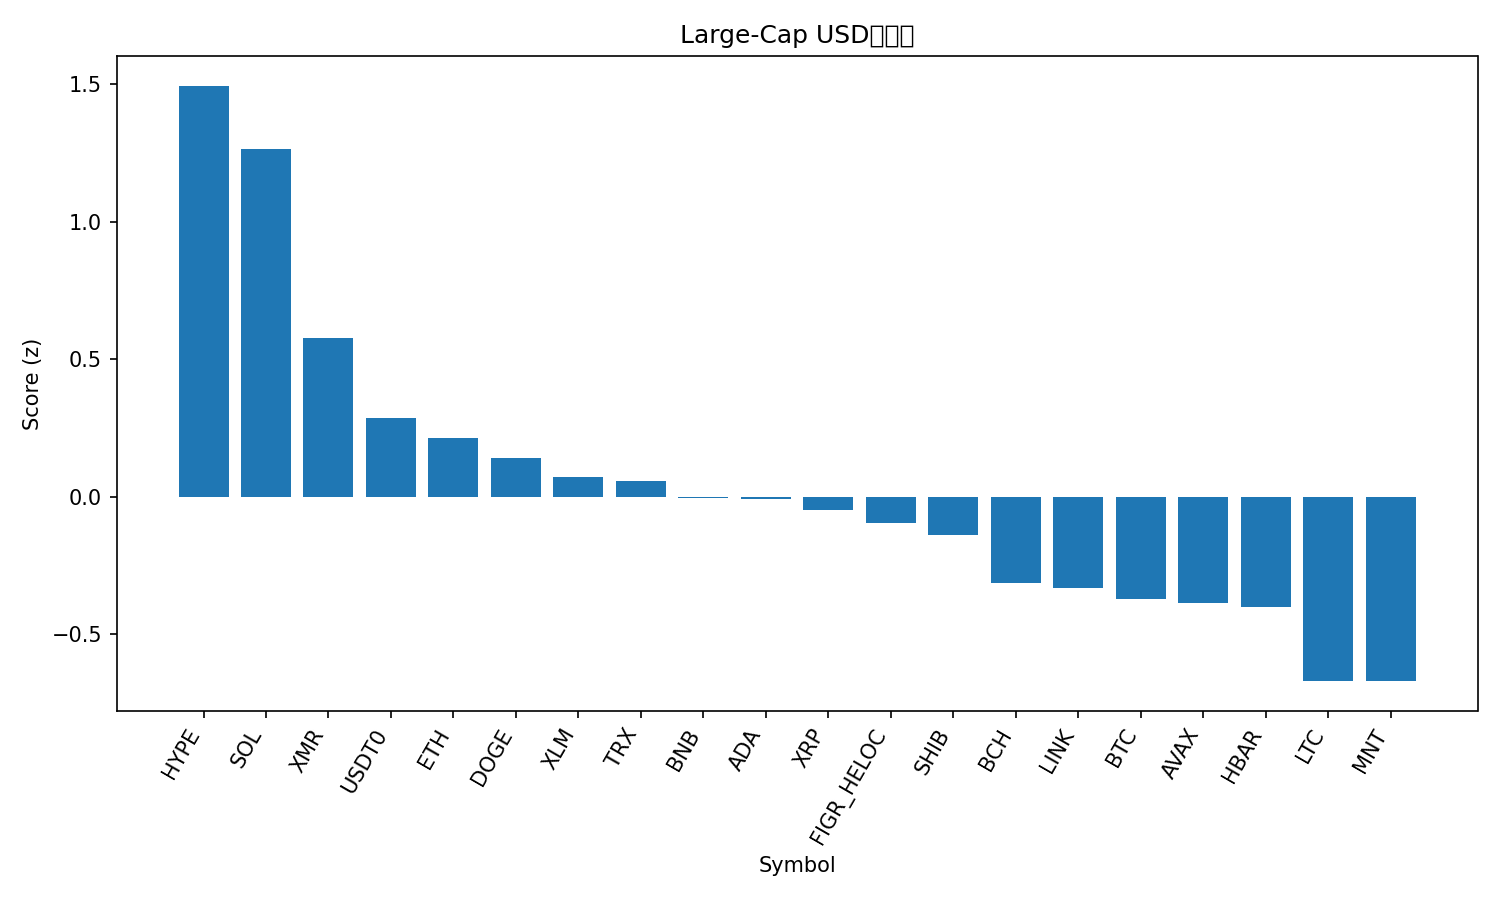 Large-Cap USD
Score (z)
1.5
1.0
0.5
0.0
−0.5
HYPE
SOL
XMR
USDT0
ETH
DOGE
XLM
TRX
BNB
ADA
XRP
FIGR_HELOC
SHIB
BCH
LINK
BTC
AVAX
HBAR
LTC
MNT
Symbol